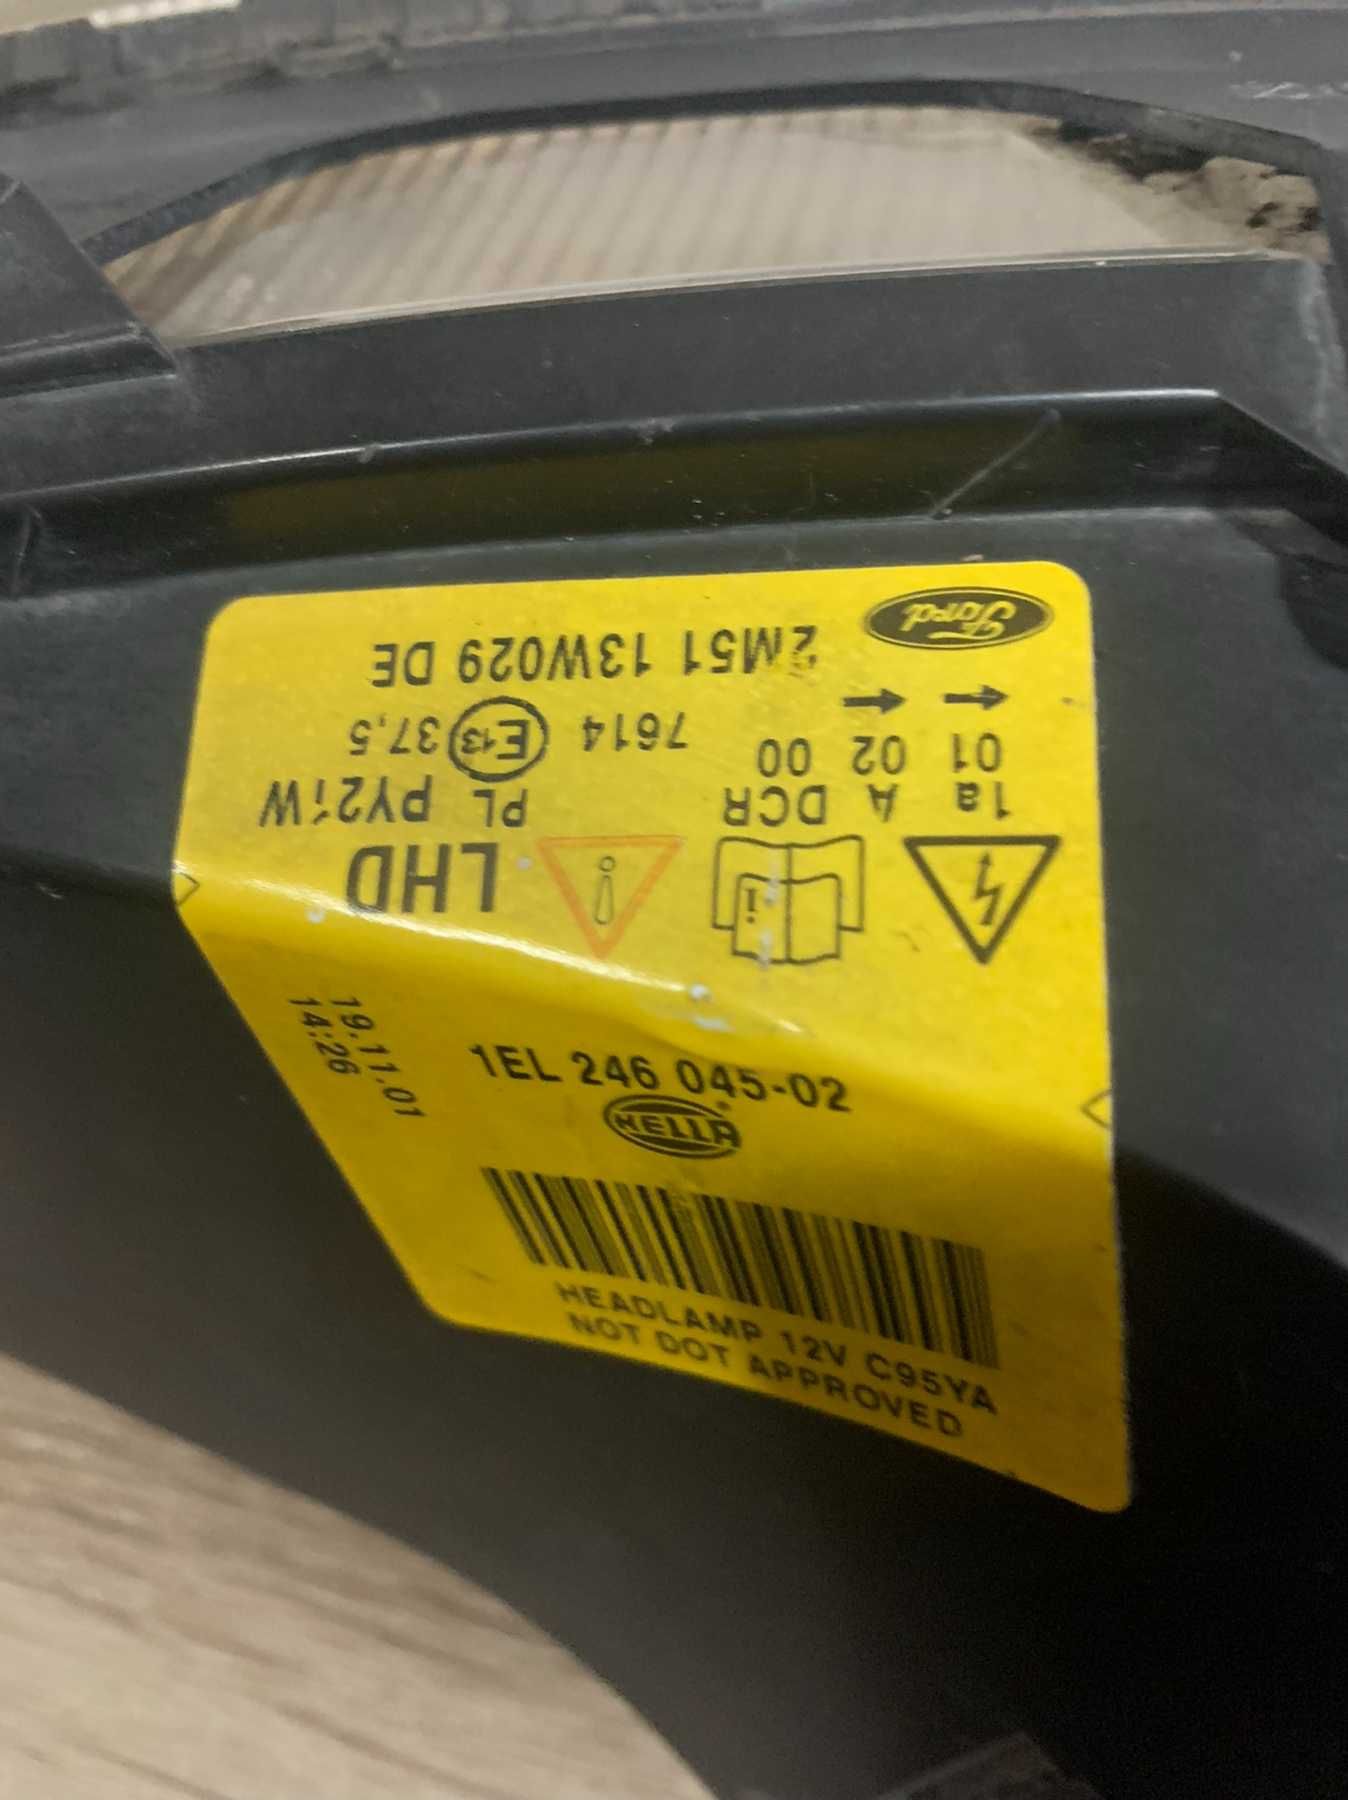 Ford
2M51 13W029 DE
1a A DCR 7614 E13 37,5
01 02 00
PL PY21W
LHD
i
i
1EL 246 045-02
HELLA
19.11.01
14:26
HEADLAMP 12V C95YA
NOT DOT APPROVED